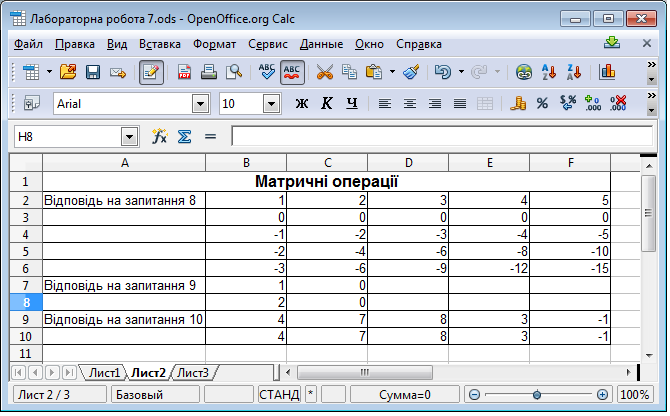 Лабораторна робота 7.ods - OpenOffice.org Calc
Файл Правка Вид Вставка Формат Сервис Данные Окно Справка
ABC ABC
Arial 10 Ж К Ч % .000 .000
H8
A B C D E F
1 Матричні операції
2 Відповідь на запитання 8 1 2 3 4 5
3 0 0 0 0 0
4 -1 -2 -3 -4 -5
5 -2 -4 -6 -8 -10
6 -3 -6 -9 -12 -15
7 Відповідь на запитання 9 1 0
8 2 0
9 Відповідь на запитання 10 4 7 8 3 -1
10 4 7 8 3 -1
11
Лист1 Лист2 Лист3
Лист 2 / 3 Базовый СТАНД * Сумма=0 100%